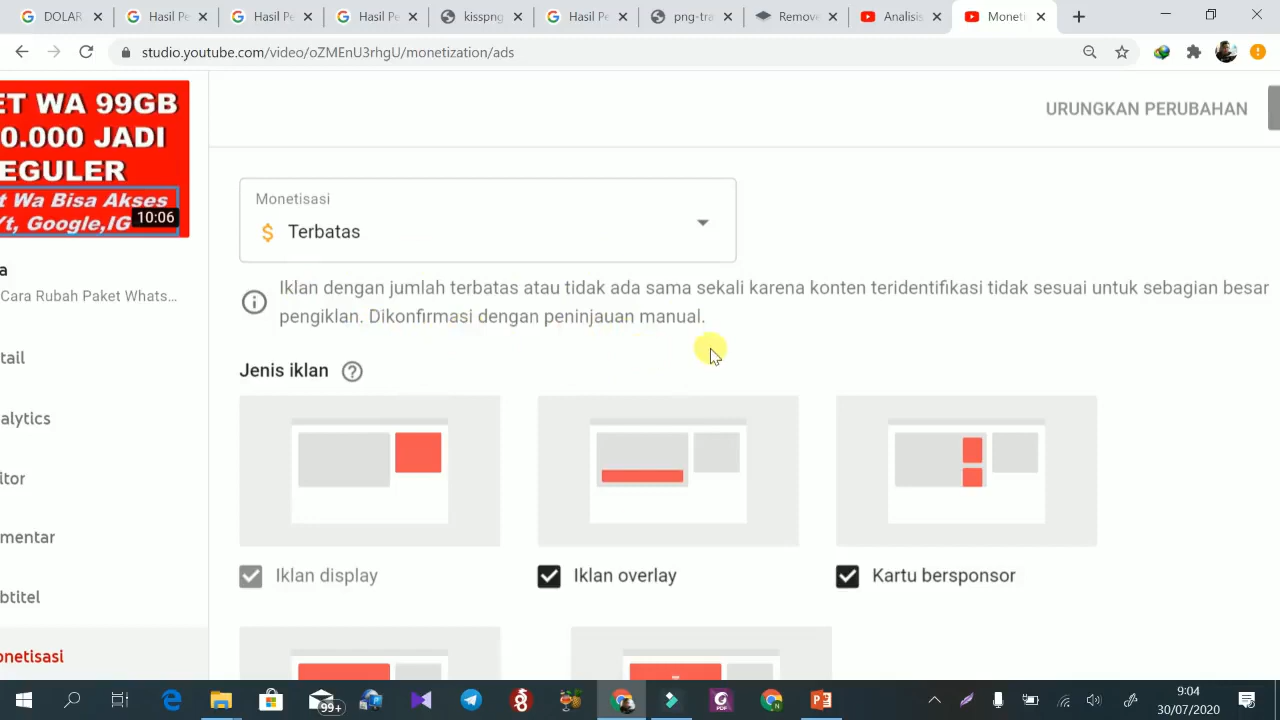 DOLAR
Hasil Pe
Hasil Pe
Hasil Pe
kisspng
Hasil Pe
png-t
Remove
Analisis
Moneti
studio.youtube.com/video/oZMEnU3rhgU/monetization/ads
ET WA 99GB
0.000 JADI
EGULER
t Wa Bisa Akses
Yt, Google,IG
10:06
URUNGKAN PERUBAHAN
Monetisasi
$ Terbatas
Iklan dengan jumlah terbatas atau tidak ada sama sekali karena konten teridentifikasi tidak sesuai untuk sebagian besar
pengiklan. Dikonfirmasi dengan peninjauan manual.
a
Cara Rubah Paket Whats...
tail
alytics
itor
mentar
btitel
onetisasi
Jenis iklan
Iklan display
Iklan overlay
Kartu bersponsor
99+
PDF
9:04
30/07/2020